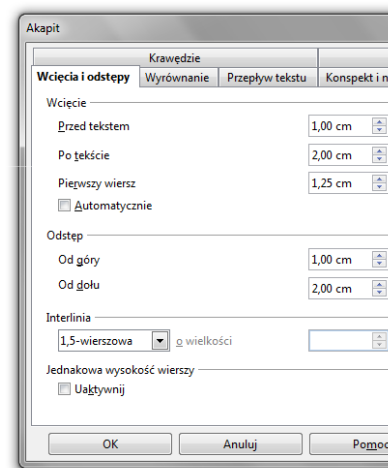 Akapit
Krawędzie
Wcięcia i odstępy Wyrównanie Przepływ tekstu Konspekt i n
Wcięcie
Przed tekstem 1,00 cm
Po tekście 2,00 cm
Pierwszy wiersz 1,25 cm
Automatycznie
Odstęp
Od góry 1,00 cm
Od dołu 2,00 cm
Interlinia
1,5-wierszowa o wielkości
Jednakowa wysokość wierszy
Uaktywnij
OK Anuluj Pomoc